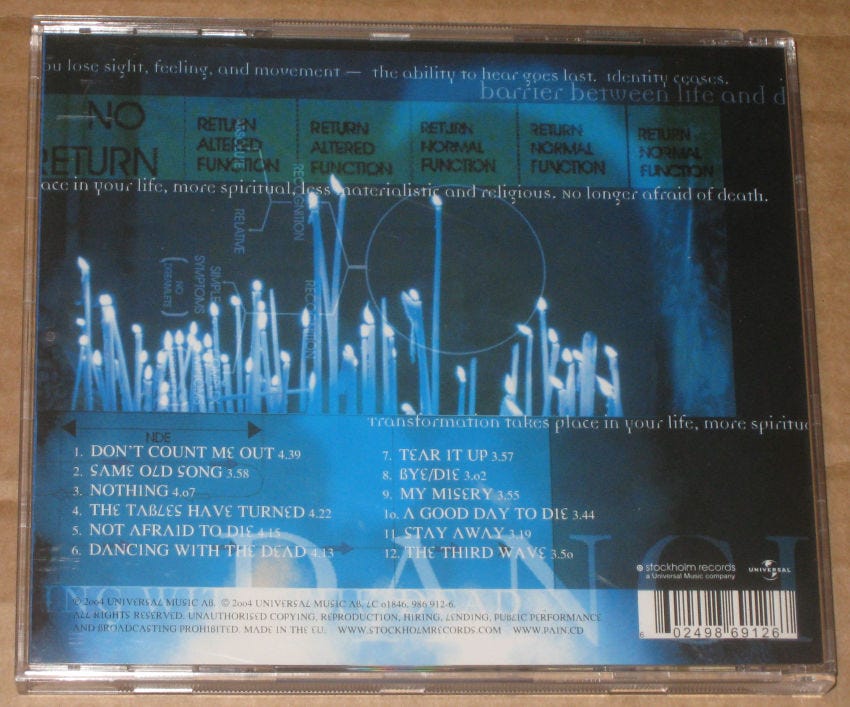 ou lose sight, feeling, and movement — the ability to hear goes last. Identity ceases.
barrier between life and d
NO RETURN
RETURN ALTERED FUNCTION
RETURN ALTERED FUNCTION
RETURN NORMAL FUNCTION
RETURN NORMAL FUNCTION
RETURN NORMAL FUNCTION
ace in your life, more spiritual, less materialistic and religious. No longer afraid of death.
RECOGNITION
RELATIVE
SIMPLE
SYMPTOMS
NO
RECOGNITION
Transformation takes place in your life, more spiritu
NDE
1. DON'T COUNT ME OUT 4.39
2. SAME OLD SONG 3.58
3. NOTHING 4.07
4. THE TABLES HAVE TURNED 4.22
5. NOT AFRAID TO DIE 4.15
6. DANCING WITH THE DEAD 4.13
7. TEAR IT UP 3.57
8. BYE/DIE 3.02
9. MY MISERY 3.55
10. A GOOD DAY TO DIE 3.44
11. STAY AWAY 3.19
12. THE THIRD WAVE 3.50
DANCI
stockholm records
a Universal Music company
UNIVERSAL
℗ 2004 UNIVERSAL MUSIC AB. © 2004 UNIVERSAL MUSIC AB, LC 01846, 986 912-6.
ALL RIGHTS RESERVED. UNAUTHORISED COPYING, REPRODUCTION, HIRING, LENDING, PUBLIC PERFORMANCE
AND BROADCASTING PROHIBITED. MADE IN THE EU. WWW.STOCKHOLMRECORDS.COM WWW.PAIN.CD
6 02498 69126